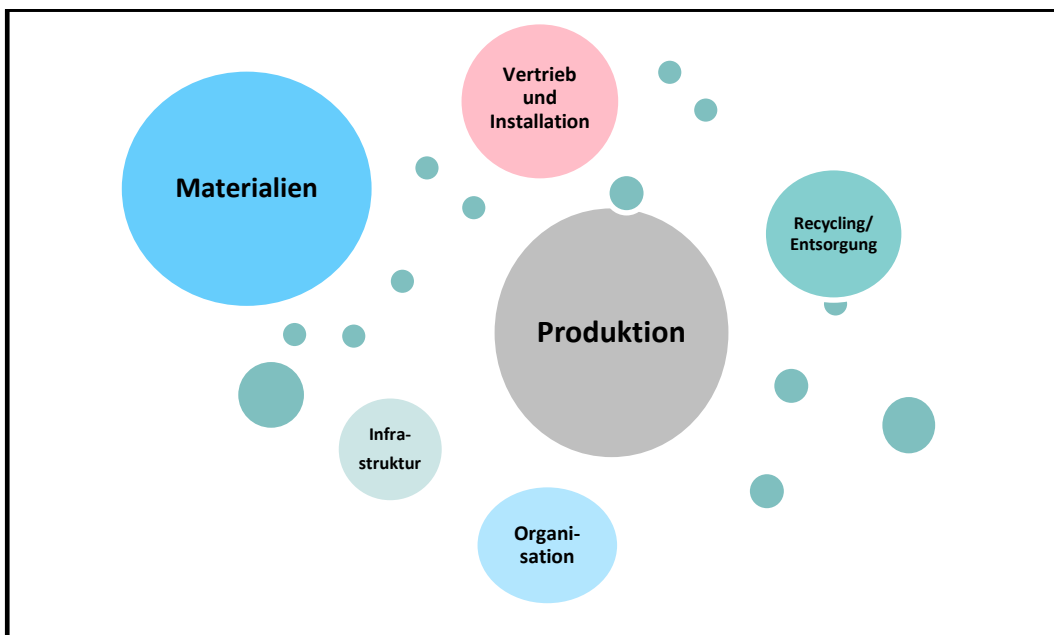 Vertrieb
und
Installation
Materialien
Recycling/
Entsorgung
Produktion
Infra-
struktur
Organi-
sation